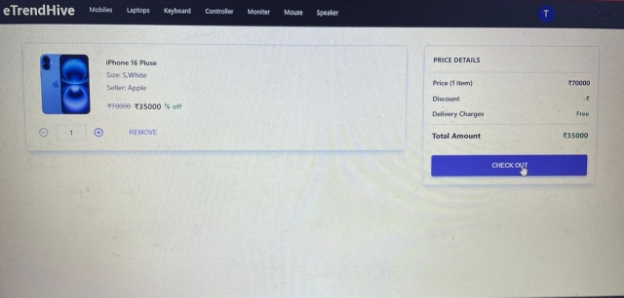 eTrendHive Mobiles Laptops Keyboard Controller Moniter Mouse Speaker T
iPhone 16 Pluse
Size: S,White
Seller: Apple
₹70000 ₹35000 % off
1 REMOVE
PRICE DETAILS
Price (1 item) ₹70000
Discount -₹
Delivery Charges Free
Total Amount ₹35000
CHECK OUT